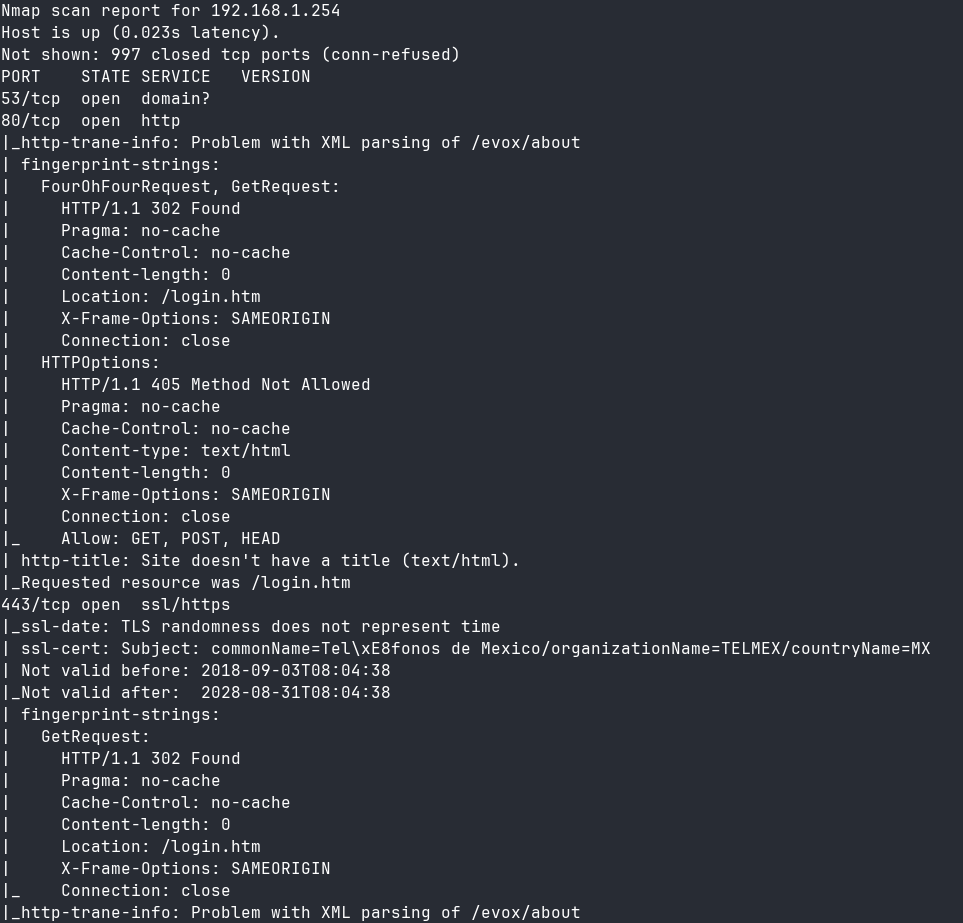 Nmap scan report for 192.168.1.254
Host is up (0.023s latency).
Not shown: 997 closed tcp ports (conn-refused)
PORT    STATE SERVICE   VERSION
53/tcp  open  domain?
80/tcp  open  http
|_http-trane-info: Problem with XML parsing of /evox/about
| fingerprint-strings:
|   FourOhFourRequest, GetRequest:
|     HTTP/1.1 302 Found
|     Pragma: no-cache
|     Cache-Control: no-cache
|     Content-length: 0
|     Location: /login.htm
|     X-Frame-Options: SAMEORIGIN
|     Connection: close
|   HTTPOptions:
|     HTTP/1.1 405 Method Not Allowed
|     Pragma: no-cache
|     Cache-Control: no-cache
|     Content-type: text/html
|     Content-length: 0
|     X-Frame-Options: SAMEORIGIN
|     Connection: close
|_    Allow: GET, POST, HEAD
| http-title: Site doesn't have a title (text/html).
|_Requested resource was /login.htm
443/tcp open  ssl/https
|_ssl-date: TLS randomness does not represent time
| ssl-cert: Subject: commonName=Tel\xE8fonos de Mexico/organizationName=TELMEX/countryName=MX
| Not valid before: 2018-09-03T08:04:38
|_Not valid after:  2028-08-31T08:04:38
| fingerprint-strings:
|   GetRequest:
|     HTTP/1.1 302 Found
|     Pragma: no-cache
|     Cache-Control: no-cache
|     Content-length: 0
|     Location: /login.htm
|     X-Frame-Options: SAMEORIGIN
|_    Connection: close
|_http-trane-info: Problem with XML parsing of /evox/about